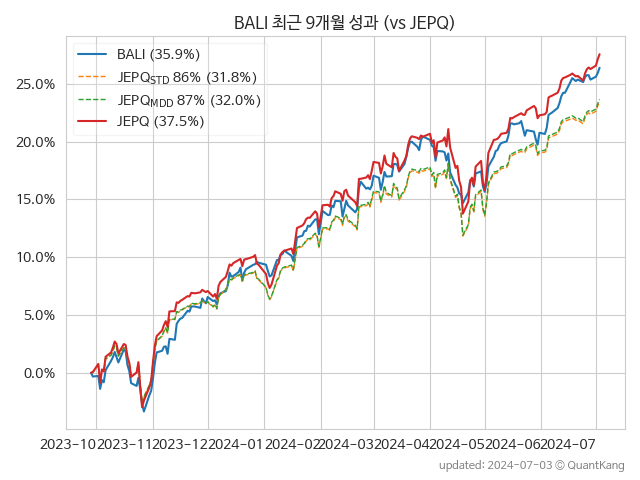 BALI 최근 9개월 성과 (vs JEPQ)
BALI (35.9%)
JEPQSTD 86% (31.8%)
JEPQMDD 87% (32.0%)
JEPQ (37.5%)
25.0%
20.0%
15.0%
10.0%
5.0%
0.0%
2023-10 2023-11 2023-12 2024-01 2024-02 2024-03 2024-04 2024-05 2024-06 2024-07
updated: 2024-07-03 © QuantKang